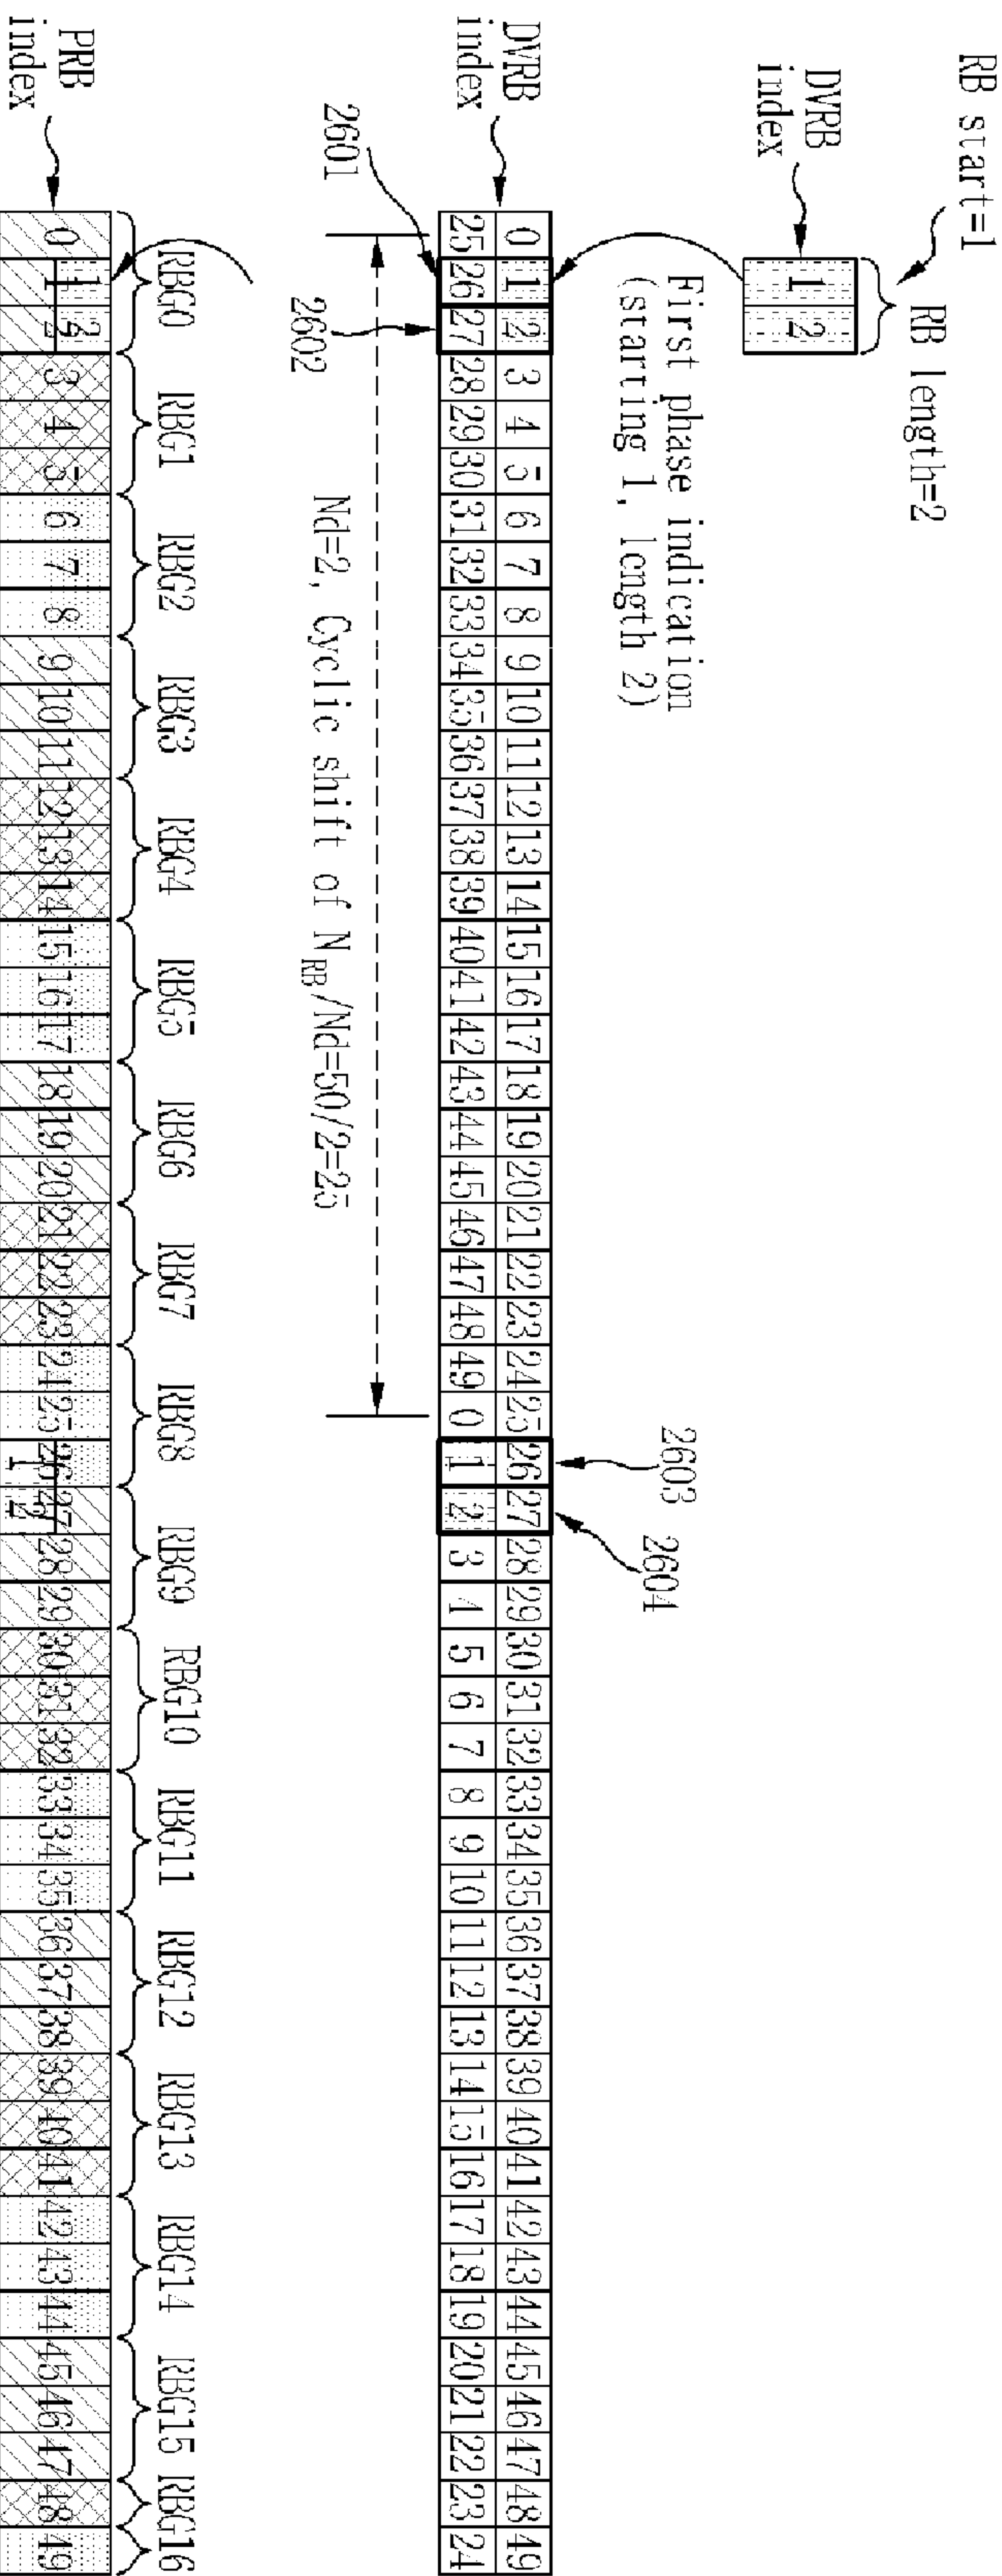 RB start=1
RB length=2
DVRB
index
1 2
First phase indication
(starting 1, length 2)
2603
2604
DVRB
index
0 1 2 3 4 5 6 7 8 9 10 11 12 13 14 15 16 17 18 19 20 21 22 23 24 25 26 27 28 29 30 31 32 33 34 35 36 37 38 39 40 41 42 43 44 45 46 47 48 49
25 26 27 28 29 30 31 32 33 34 35 36 37 38 39 40 41 42 43 44 45 46 47 48 49 0 1 2 3 4 5 6 7 8 9 10 11 12 13 14 15 16 17 18 19 20 21 22 23 24
2601
2602
Nd=2, Cyclic shift of N_RB/Nd=50/2=25
RBG0 RBG1 RBG2 RBG3 RBG4 RBG5 RBG6 RBG7 RBG8 RBG9 RBG10 RBG11 RBG12 RBG13 RBG14 RBG15 RBG16
PRB
index
0 1 2 3 4 5 6 7 8 9 10 11 12 13 14 15 16 17 18 19 20 21 22 23 24 25 26 27 28 29 30 31 32 33 34 35 36 37 38 39 40 41 42 43 44 45 46 47 48 49
1 2